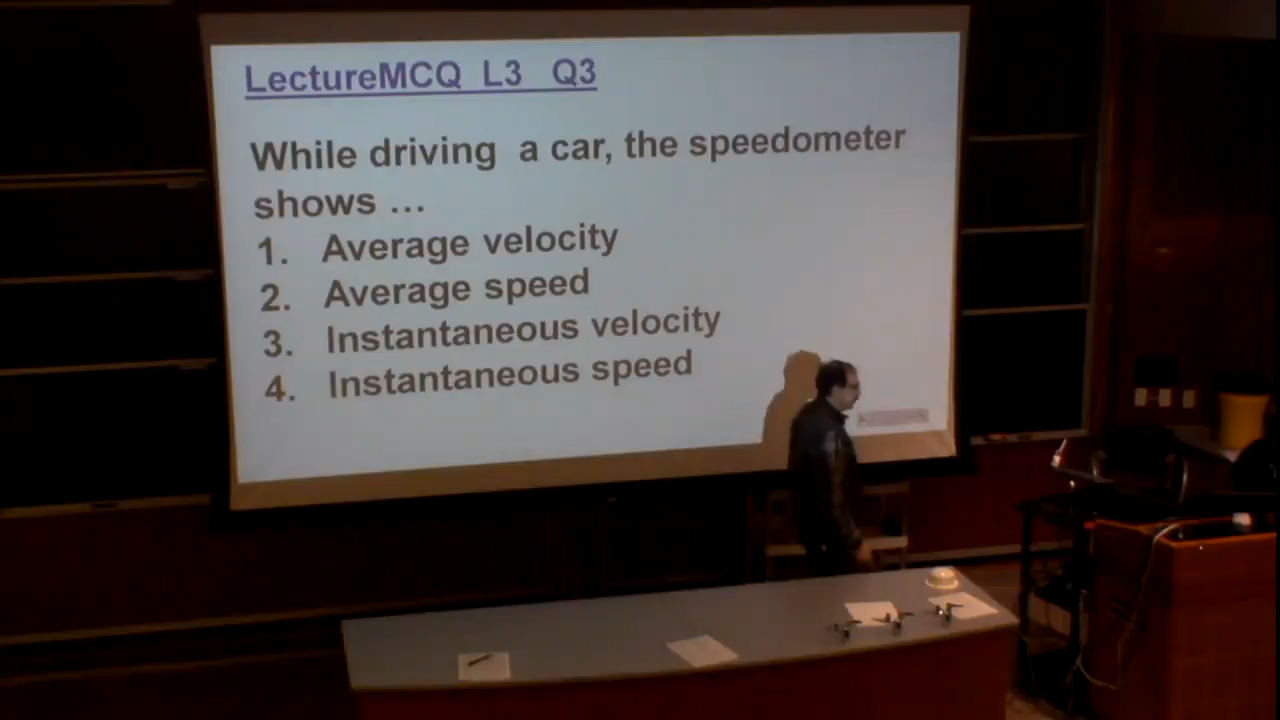 LectureMCQ L3 Q3
While driving a car, the speedometer
shows …
1. Average velocity
2. Average speed
3. Instantaneous velocity
4. Instantaneous speed